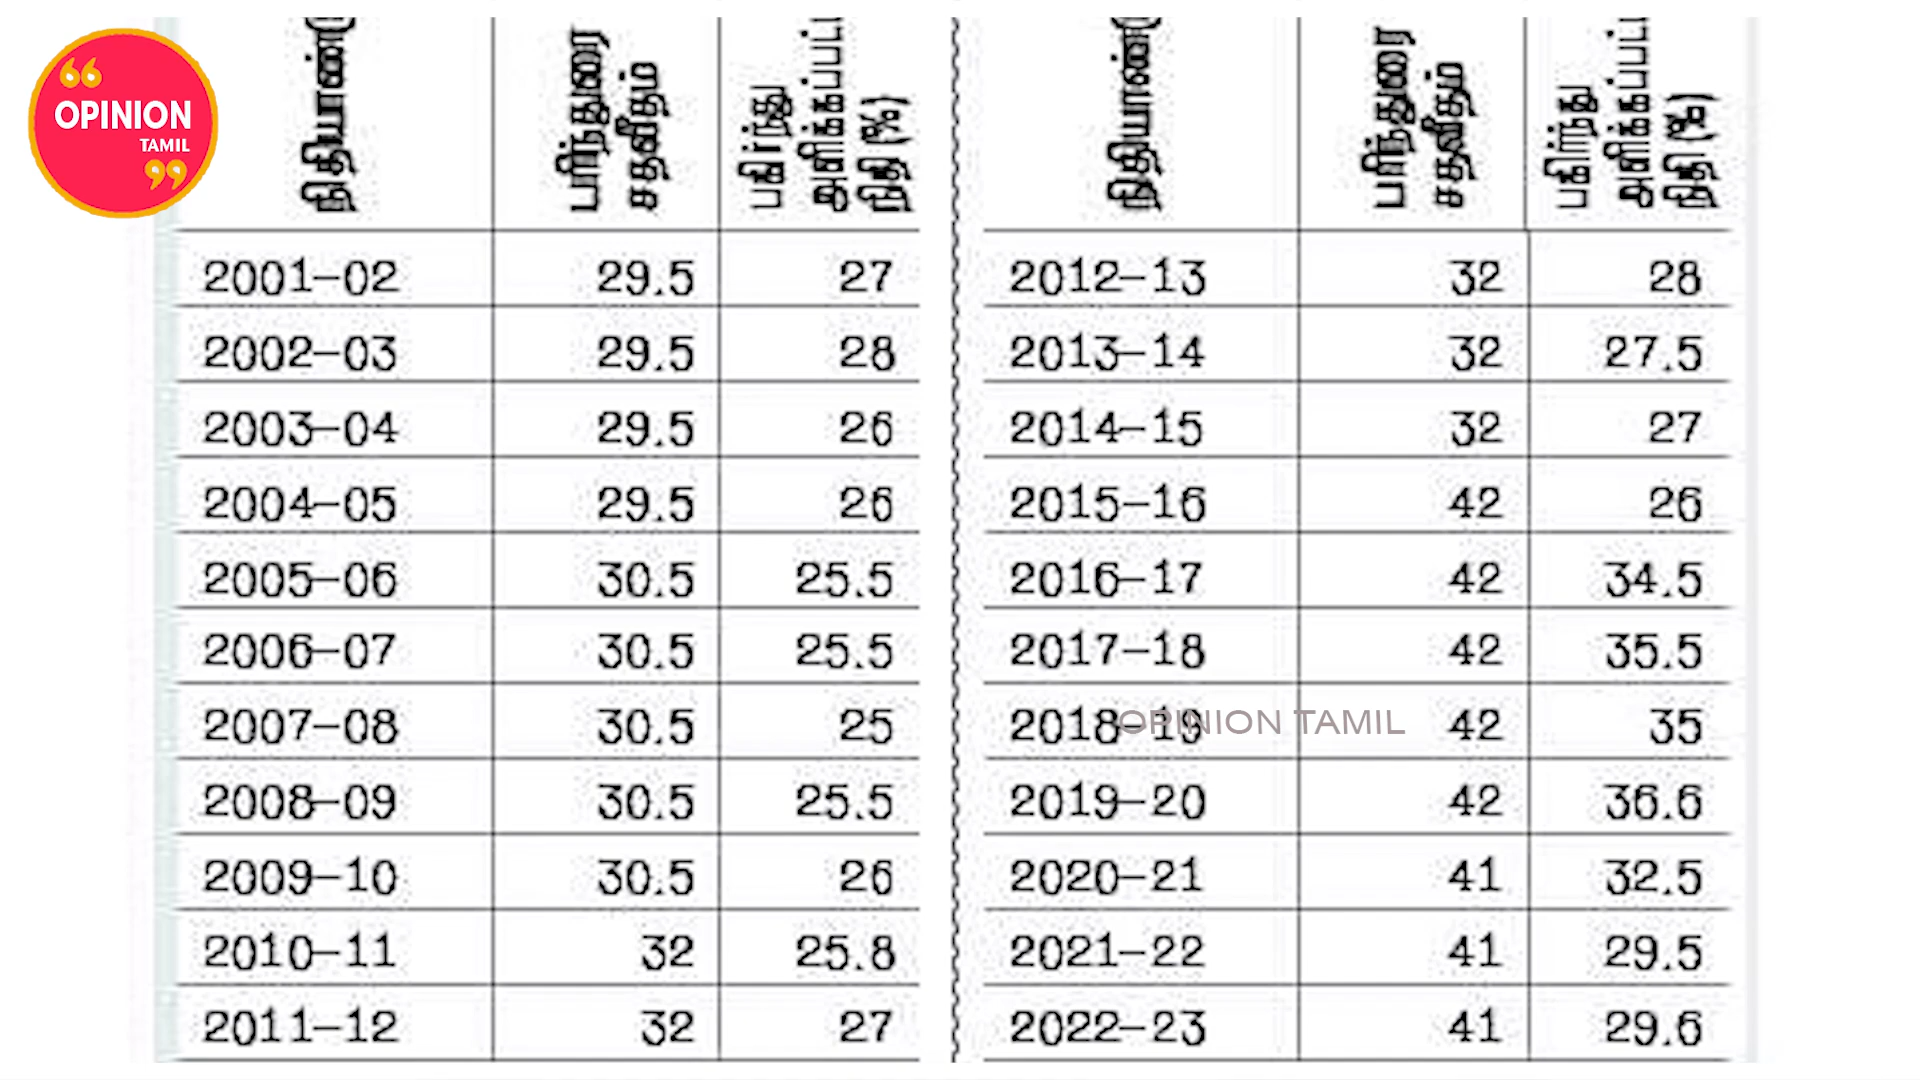 “
OPINION
TAMIL
”
பரிந்துரை
சதவீதம்
பகிர்ந்து
நிதி (%)
பரிந்துரை
சதவீதம்
பகிர்ந்து
நிதி (%)
2001-02 29.5 27
2002-03 29.5 28
2003-04 29.5 26
2004-05 29.5 26
2005-06 30.5 25.5
2006-07 30.5 25.5
2007-08 30.5 25
2008-09 30.5 25.5
2009-10 30.5 26
2010-11 32 25.8
2011-12 32 27
2012-13 32 28
2013-14 32 27.5
2014-15 32 27
2015-16 42 26
2016-17 42 34.5
2017-18 42 35.5
2018-19 42 35
2019-20 42 36.6
2020-21 41 32.5
2021-22 41 29.5
2022-23 41 29.6
OPINION TAMIL